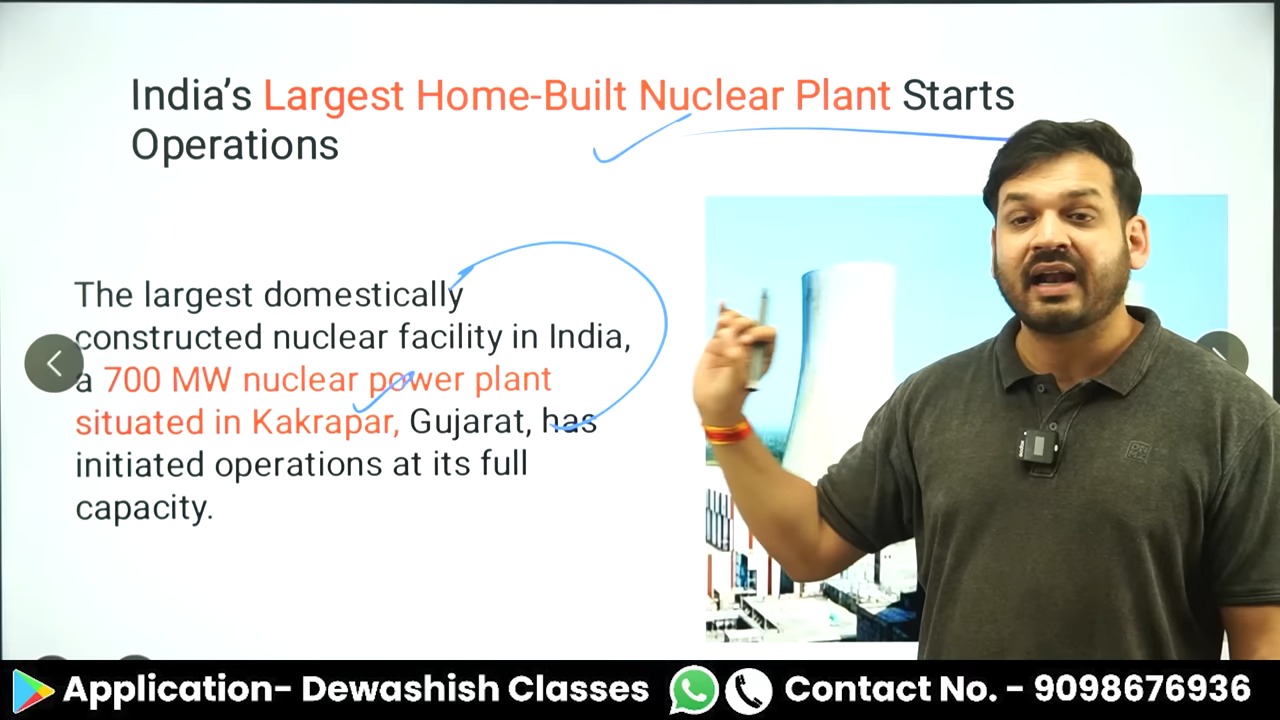 India’s Largest Home-Built Nuclear Plant Starts
Operations
The largest domestically
constructed nuclear facility in India,
a 700 MW nuclear power plant
situated in Kakrapar, Gujarat, has
initiated operations at its full
capacity.
Application- Dewashish Classes
Contact No. - 9098676936